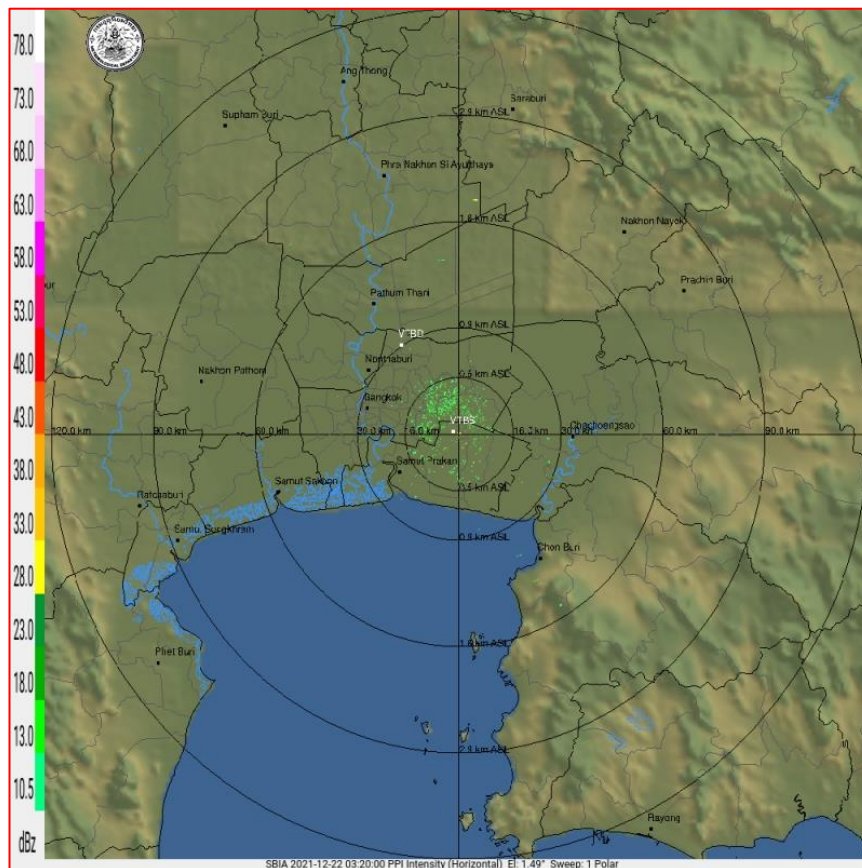 78.0
73.0
68.0
63.0
58.0
53.0
48.0
43.0
38.0
33.0
28.0
23.0
18.0
13.0
10.5
dBz
Ang Thong
Saraburi
2.9 km ASL
Suphan Buri
Phra Nakhon Si Ayutthaya
1.8 km ASL
Nakhon Nayok
Prachin Buri
Pathum Thani
VTBD
0.9 km ASL
Nonthaburi
Nakhon Pathom
0.5 km ASL
Bangkok
VTBS
Chachoengsao
120.0 km
90.0 km
60.0 km
30.0 km
16.0 km
16.0 km
30.0 km
60.0 km
90.0 km
Samut Prakan
0.5 km ASL
Samut Sakhon
Ratchaburi
Samut Songkhram
0.9 km ASL
Chon Buri
Phet Buri
1.8 km ASL
2.9 km ASL
Rayong
SBIA 2021-12-22 03:20:00 PPI Intensity (Horizontal) El: 1.49° Sweep: 1 Polar